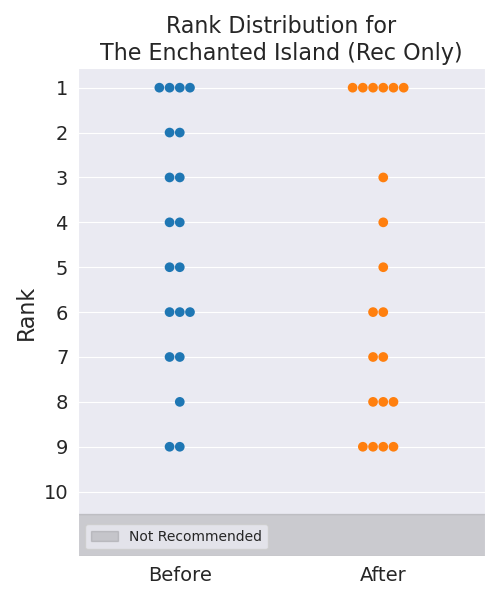 Rank Distribution for
The Enchanted Island (Rec Only)
Rank
1
2
3
4
5
6
7
8
9
10
Not Recommended
Before
After